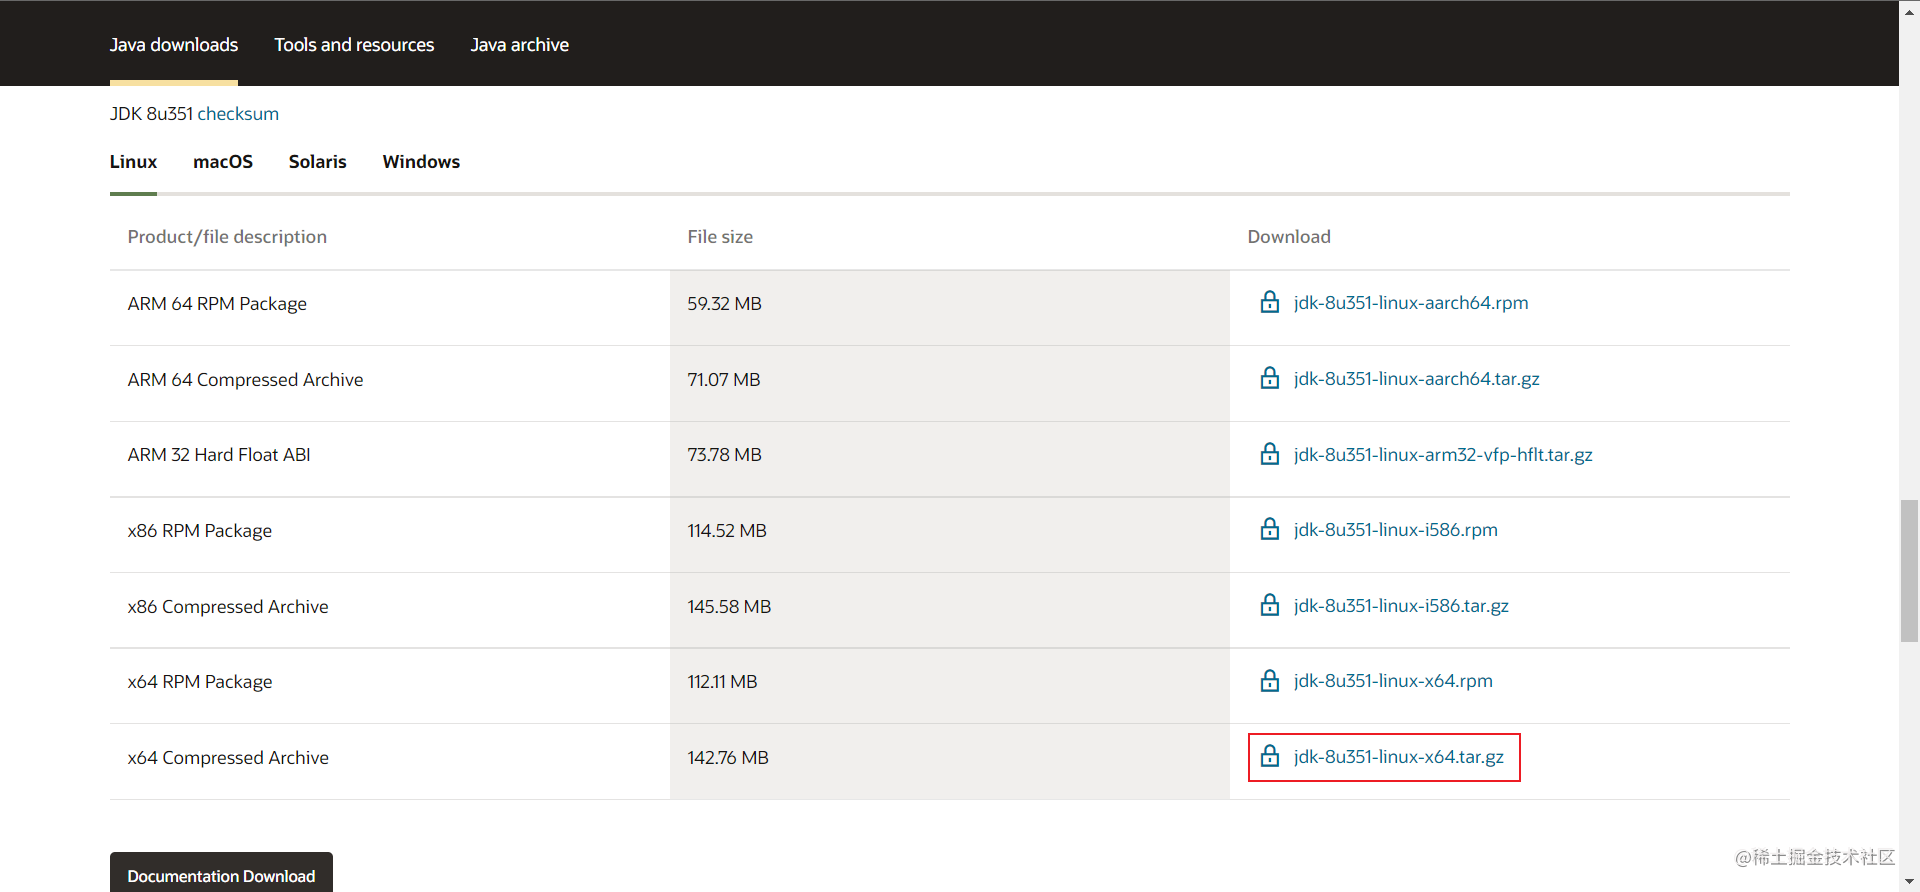 Java downloads Tools and resources Java archive
JDK 8u351 checksum
Linux macOS Solaris Windows
Product/file description File size Download
ARM 64 RPM Package 59.32 MB jdk-8u351-linux-aarch64.rpm
ARM 64 Compressed Archive 71.07 MB jdk-8u351-linux-aarch64.tar.gz
ARM 32 Hard Float ABI 73.78 MB jdk-8u351-linux-arm32-vfp-hflt.tar.gz
x86 RPM Package 114.52 MB jdk-8u351-linux-i586.rpm
x86 Compressed Archive 145.58 MB jdk-8u351-linux-i586.tar.gz
x64 RPM Package 112.11 MB jdk-8u351-linux-x64.rpm
x64 Compressed Archive 142.76 MB jdk-8u351-linux-x64.tar.gz
@稀土掘金技术社区
Documentation Download